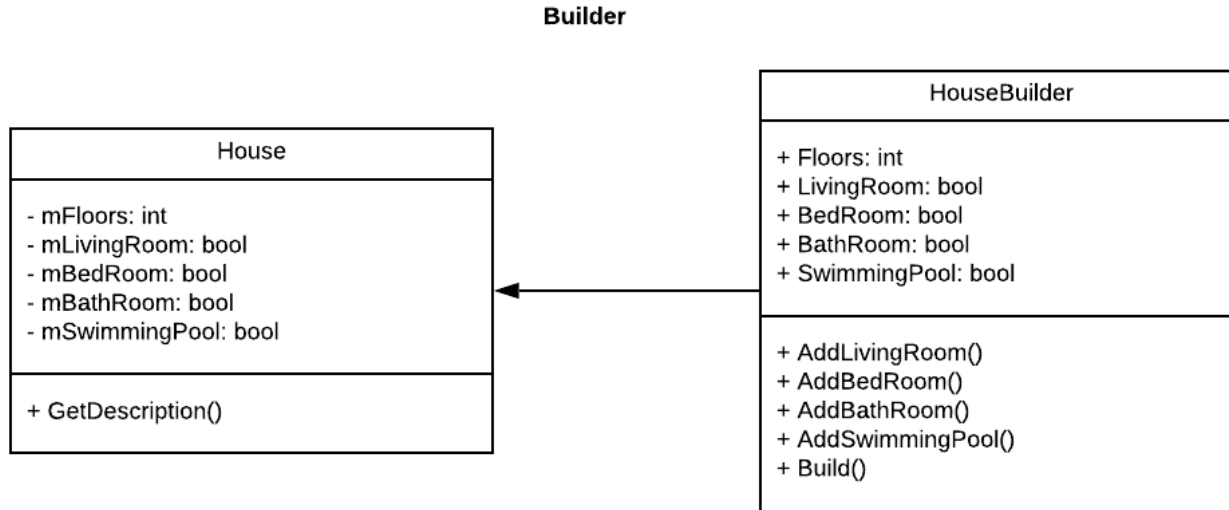 Builder
House
- mFloors: int
- mLivingRoom: bool
- mBedRoom: bool
- mBathRoom: bool
- mSwimmingPool: bool
+ GetDescription()
HouseBuilder
+ Floors: int
+ LivingRoom: bool
+ BedRoom: bool
+ BathRoom: bool
+ SwimmingPool: bool
+ AddLivingRoom()
+ AddBedRoom()
+ AddBathRoom()
+ AddSwimmingPool()
+ Build()